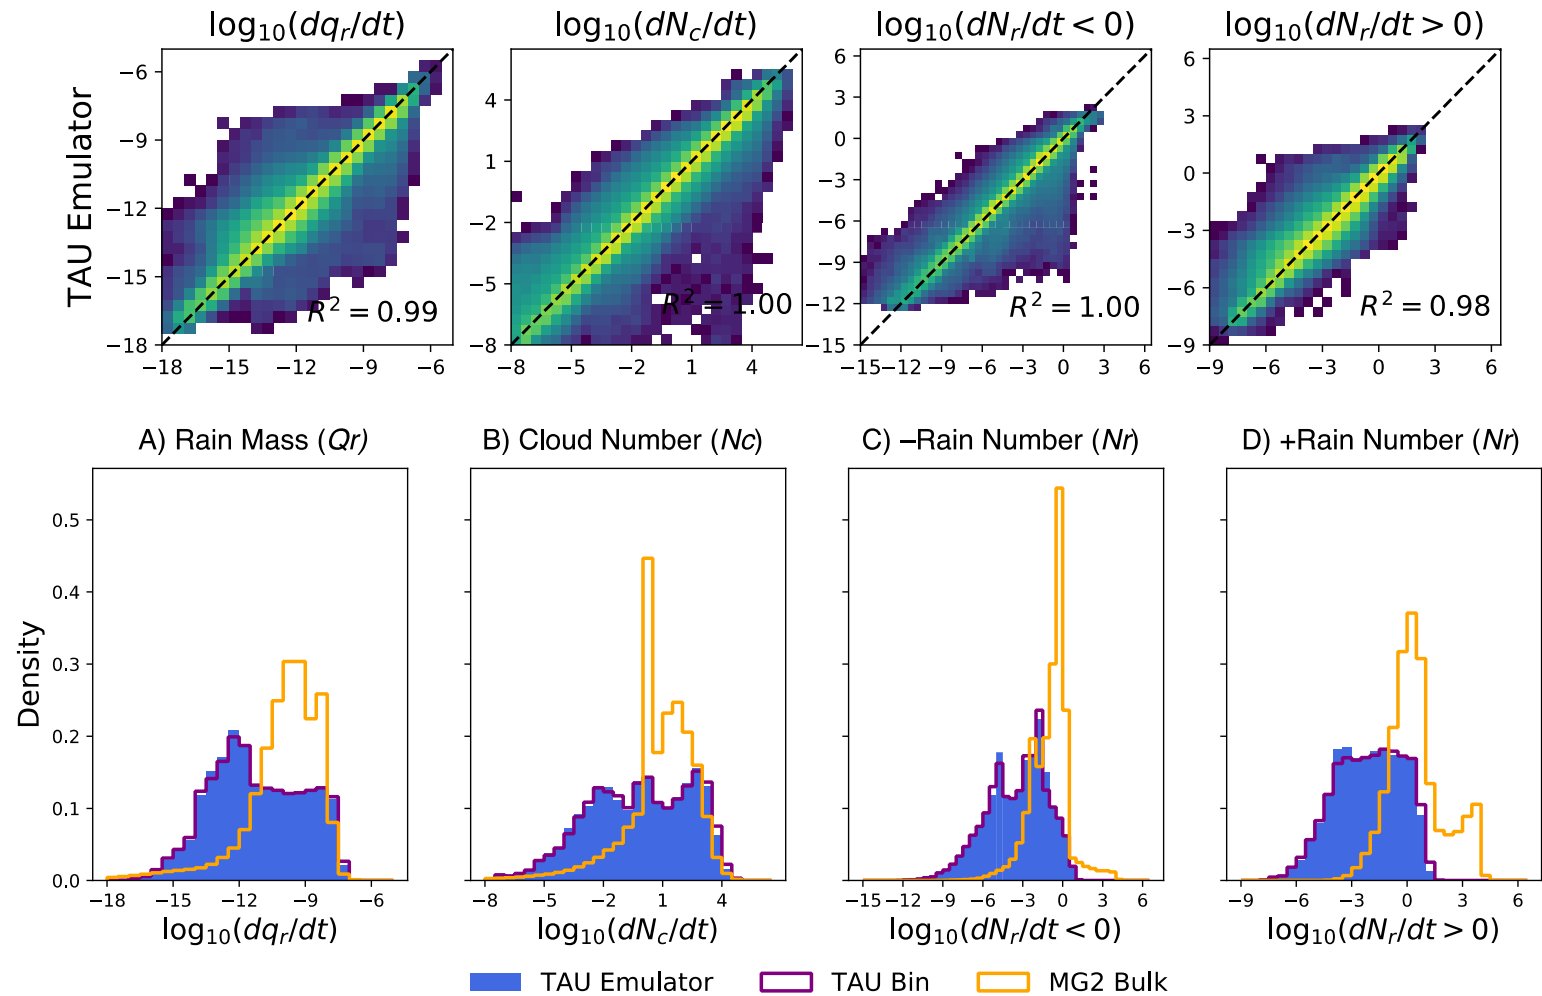 log₁₀(dqᵣ/dt) log₁₀(dN_c/dt) log₁₀(dNᵣ/dt < 0) log₁₀(dNᵣ/dt > 0)
TAU Emulator
−6
−9
−12
−15
−18
−18 −15 −12 −9 −6
R² = 0.99
4
1
−2
−5
−8
−8 −5 −2 1 4
R² = 1.00
6
3
0
−3
−6
−9
−12
−15
−15 −12 −9 −6 −3 0 3 6
R² = 1.00
6
3
0
−3
−6
−9
−9 −6 −3 0 3 6
R² = 0.98
A) Rain Mass (Qr) B) Cloud Number (Nc) C) –Rain Number (Nr) D) +Rain Number (Nr)
Density
0.5
0.4
0.3
0.2
0.1
0.0
−18 −15 −12 −9 −6
−8 −5 −2 1 4
−15 −12 −9 −6 −3 0 3 6
−9 −6 −3 0 3 6
log₁₀(dqᵣ/dt) log₁₀(dN_c/dt) log₁₀(dNᵣ/dt < 0) log₁₀(dNᵣ/dt > 0)
TAU Emulator TAU Bin MG2 Bulk